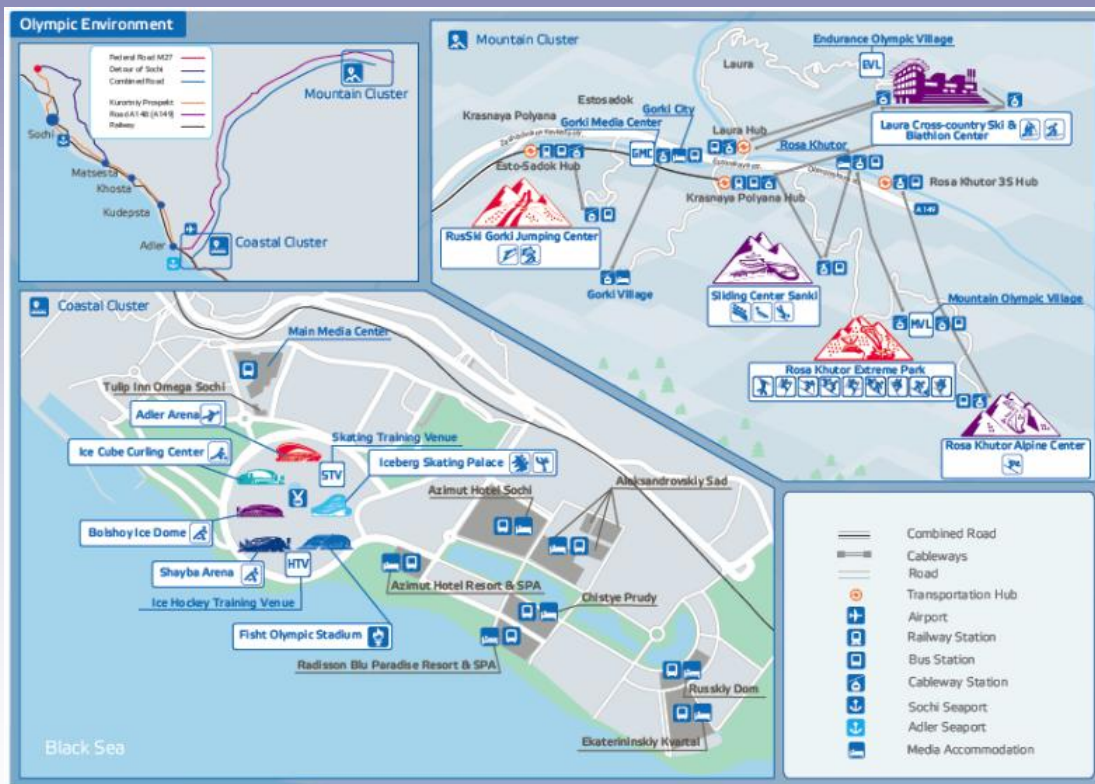 Olympic Environment
Federal Road M27
Detour of Sochi
Combined Road
Kurortniy Prospekt
Road A148 (A149)
Railway
Mountain Cluster
Sochi
Matsesta
Khosta
Kudepsta
Adler
Coastal Cluster
Mountain Cluster
Endurance Olympic Village
EVL
Laura
Estosadok
Krasnaya Polyana
Gorki City
Gorki Media Center
GMC
Laura Hub
Laura Cross-country Ski &
Biathlon Center
Rosa Khutor
Esto-Sadok Hub
Krasnaya Polyana Hub
Rosa Khutor 3S Hub
A149
RusSki Gorki Jumping Center
Gorki Village
Sliding Center Sanki
Mountain Olympic Village
MVL
Rosa Khutor Extreme Park
Rosa Khutor Alpine Center
Coastal Cluster
Main Media Center
Tulip Inn Omega Sochi
Adler Arena
Skating Training Venue
Ice Cube Curling Center
STV
Iceberg Skating Palace
Azimut Hotel Sochi
Aleksandrovskiy Sad
Bolshoy Ice Dome
Shayba Arena
HTV
Azimut Hotel Resort & SPA
Ice Hockey Training Venue
Chistye Prudy
Fisht Olympic Stadium
Radisson Blu Paradise Resort & SPA
Russkiy Dom
Ekaterininskiy Kvartal
Black Sea
Combined Road
Cableways
Road
Transportation Hub
Airport
Railway Station
Bus Station
Cableway Station
Sochi Seaport
Adler Seaport
Media Accommodation